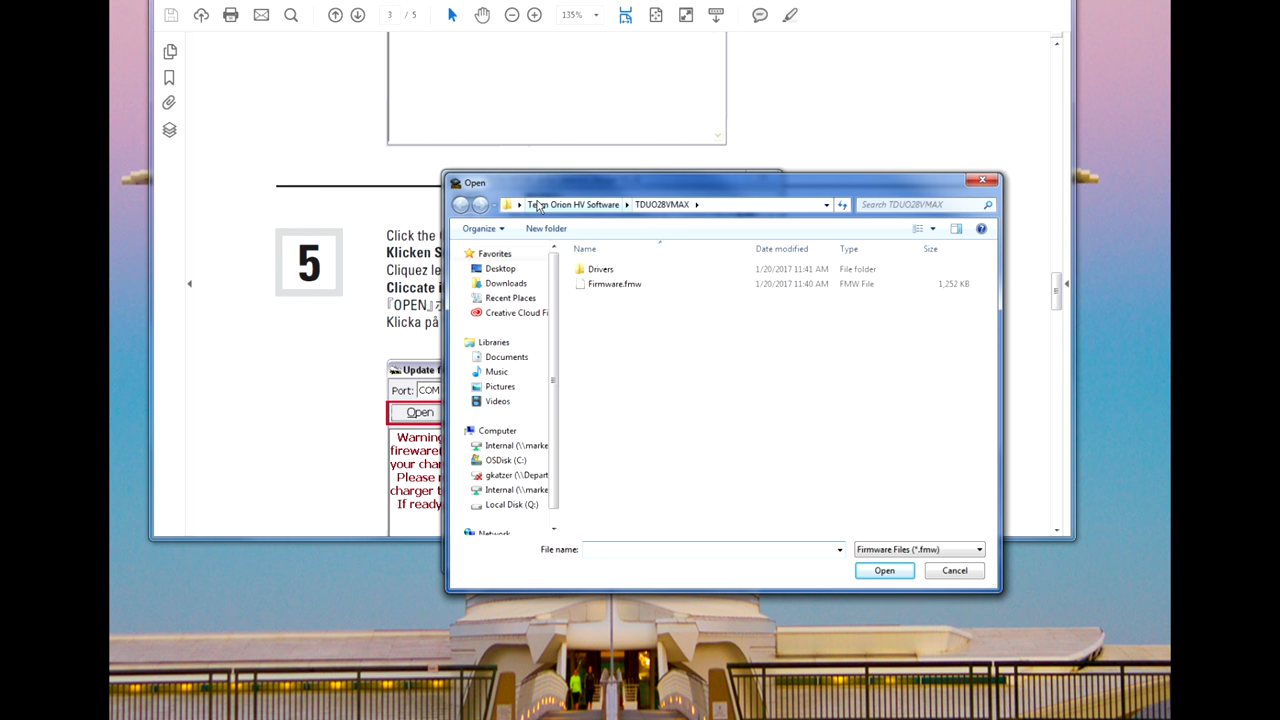 3 / 5
135%
Open
Team Orion HV Software TDUO28VMAX
Search TDUO28VMAX
Organize New folder
Favorites
Desktop
Downloads
Recent Places
Creative Cloud Fi
Libraries
Documents
Music
Pictures
Videos
Computer
Internal (\\marke
OSDisk (C:)
gkatzer (\\Depart
Internal (\\marke
Local Disk (Q:)
Network
Name Date modified Type Size
Drivers 1/20/2017 11:41 AM File folder
Firmware.fmw 1/20/2017 11:40 AM FMW File 1,252 KB
File name: Firmware Files (*.fmw)
Open Cancel
5
Click the
Klicken S
Cliquez le
Cliccate i
『OPEN』
Klicka på
Update f
Port: COM
Open
Warning
fireware(
your char
Please r
charger t
If ready